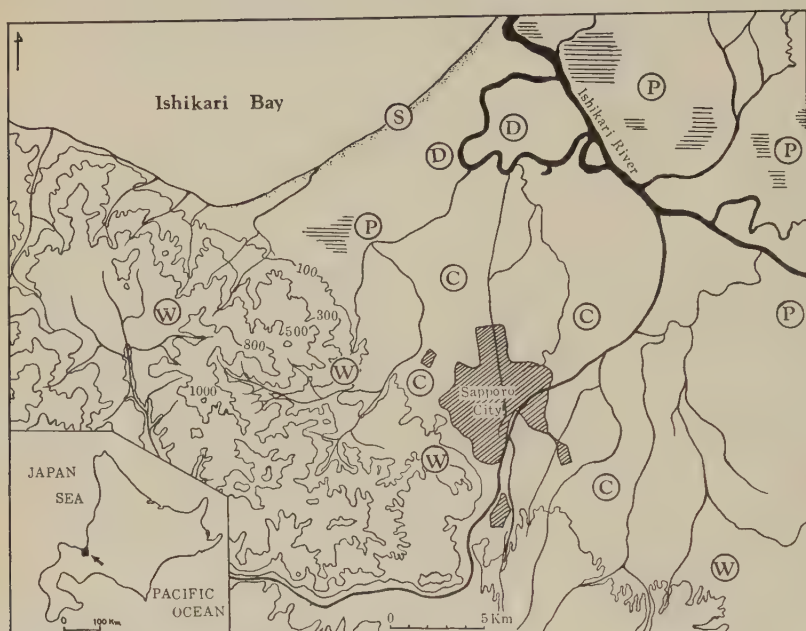 Ishikari Bay
Ishikari River
S
D
D
P
P
P
P
C
C
C
C
W
W
W
W
100
300
500
800
1000
Sapporo
City
JAPAN
SEA
PACIFIC
OCEAN
0 100 Km
0 5 Km